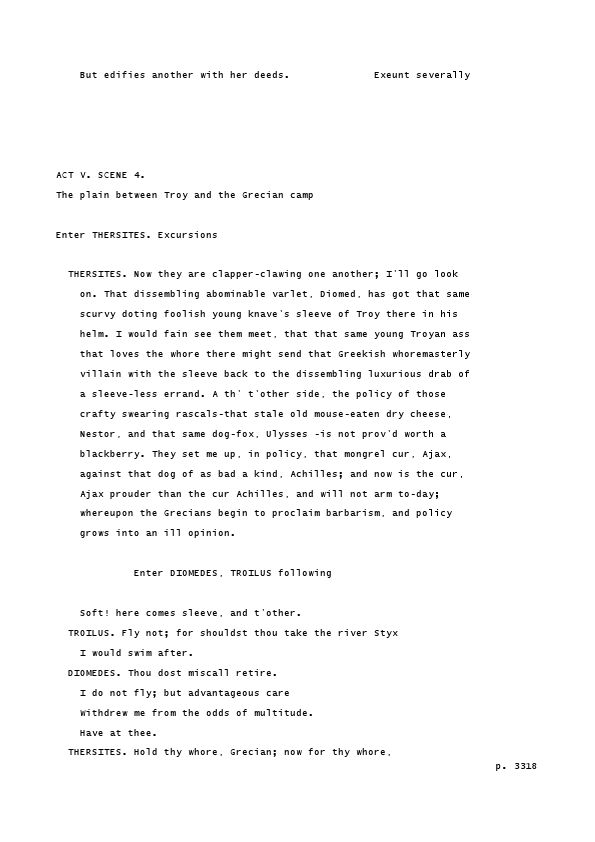 But edifies another with her deeds. Exeunt severally
ACT V. SCENE 4.
The plain between Troy and the Grecian camp
Enter THERSITES. Excursions
THERSITES. Now they are clapper-clawing one another; I'll go look
on. That dissembling abominable varlet, Diomed, has got that same
scurvy doting foolish young knave's sleeve of Troy there in his
helm. I would fain see them meet, that that same young Troyan ass
that loves the whore there might send that Greekish whoremasterly
villain with the sleeve back to the dissembling luxurious drab of
a sleeve-less errand. A th' t'other side, the policy of those
crafty swearing rascals-that stale old mouse-eaten dry cheese,
Nestor, and that same dog-fox, Ulysses -is not prov'd worth a
blackberry. They set me up, in policy, that mongrel cur, Ajax,
against that dog of as bad a kind, Achilles; and now is the cur,
Ajax prouder than the cur Achilles, and will not arm to-day;
whereupon the Grecians begin to proclaim barbarism, and policy
grows into an ill opinion.
Enter DIOMEDES, TROILUS following
Soft! here comes sleeve, and t'other.
TROILUS. Fly not; for shouldst thou take the river Styx
I would swim after.
DIOMEDES. Thou dost miscall retire.
I do not fly; but advantageous care
Withdrew me from the odds of multitude.
Have at thee.
THERSITES. Hold thy whore, Grecian; now for thy whore,
p. 3318